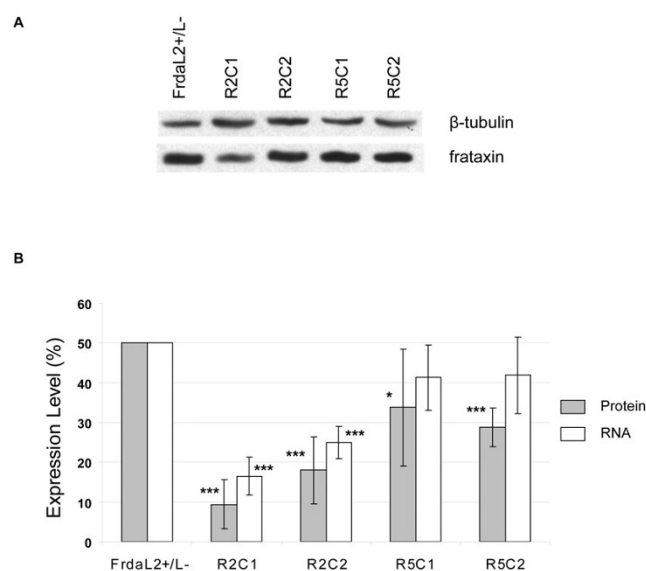 A
FrdaL2+/L-
R2C1
R2C2
R5C1
R5C2
β-tubulin
frataxin
B
Expression Level (%)
60
50
40
30
20
10
0
***
***
***
***
*
***
Protein
RNA
FrdaL2+/L- R2C1 R2C2 R5C1 R5C2